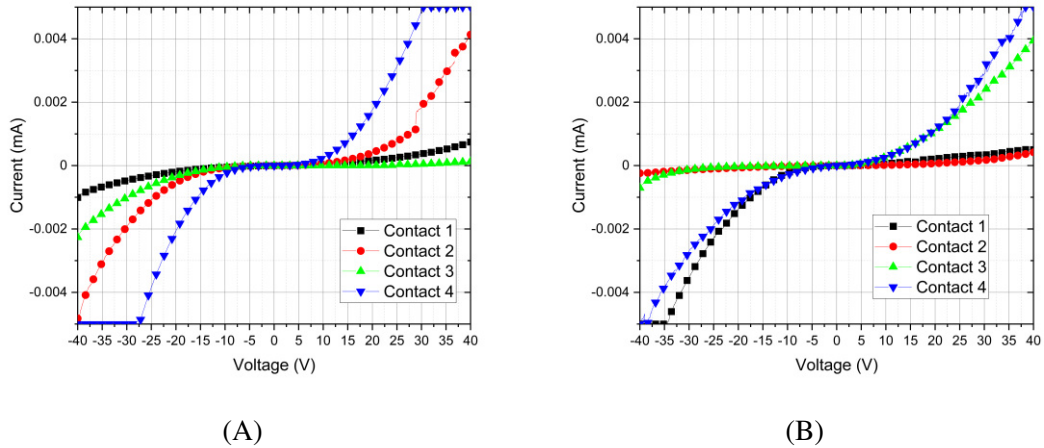 0.004
0.002
0
-0.002
-0.004
Current (mA)
-40 -35 -30 -25 -20 -15 -10 -5 0 5 10 15 20 25 30 35 40
Voltage (V)
Contact 1
Contact 2
Contact 3
Contact 4
(A)
0.004
0.002
0
-0.002
-0.004
Current (mA)
-40 -35 -30 -25 -20 -15 -10 -5 0 5 10 15 20 25 30 35 40
Voltage (V)
Contact 1
Contact 2
Contact 3
Contact 4
(B)